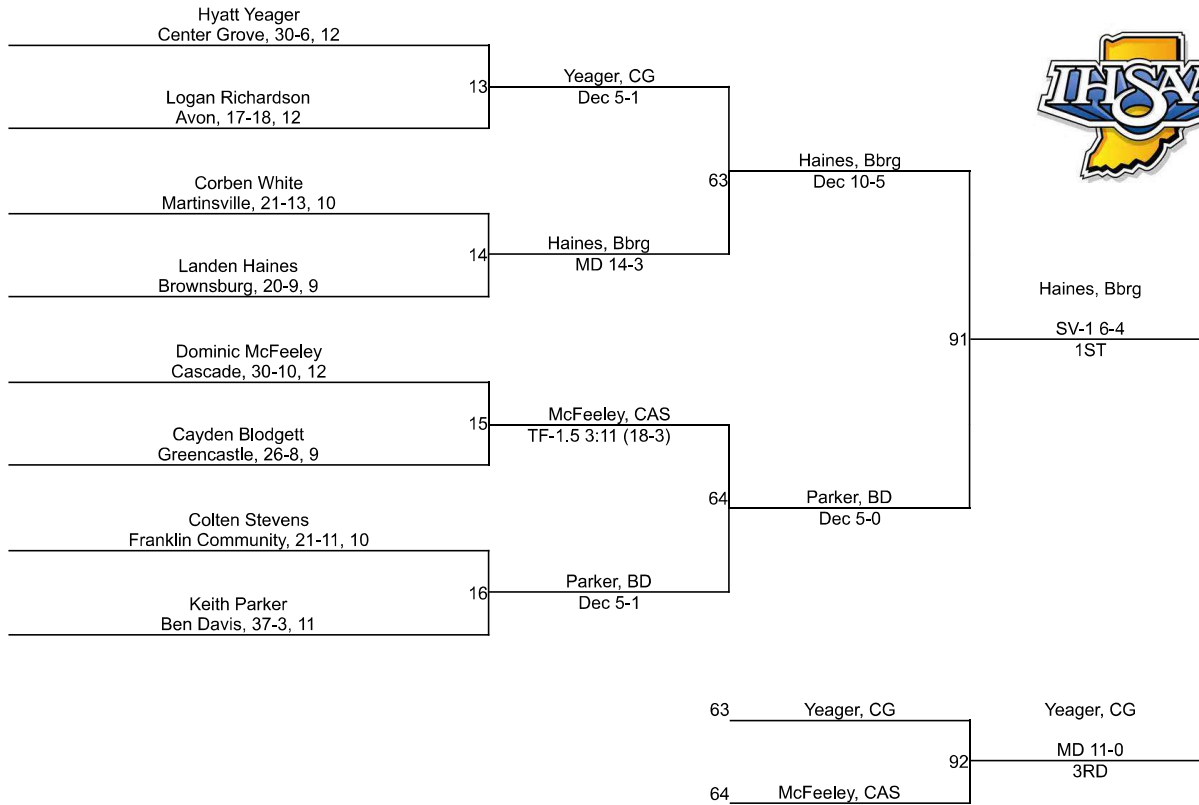 Hyatt Yeager
Center Grove, 30-6, 12
13
Yeager, CG
Dec 5-1
Logan Richardson
Avon, 17-18, 12
IHSAA
63
Haines, Bbrg
Dec 10-5
Corben White
Martinsville, 21-13, 10
14
Haines, Bbrg
MD 14-3
Landen Haines
Brownsburg, 20-9, 9
91
Haines, Bbrg
SV-1 6-4
1ST
Dominic McFeeley
Cascade, 30-10, 12
15
McFeeley, CAS
TF-1.5 3:11 (18-3)
Cayden Blodgett
Greencastle, 26-8, 9
64
Parker, BD
Dec 5-0
Colten Stevens
Franklin Community, 21-11, 10
16
Parker, BD
Dec 5-1
Keith Parker
Ben Davis, 37-3, 11
63
Yeager, CG
92
Yeager, CG
MD 11-0
3RD
64
McFeeley, CAS